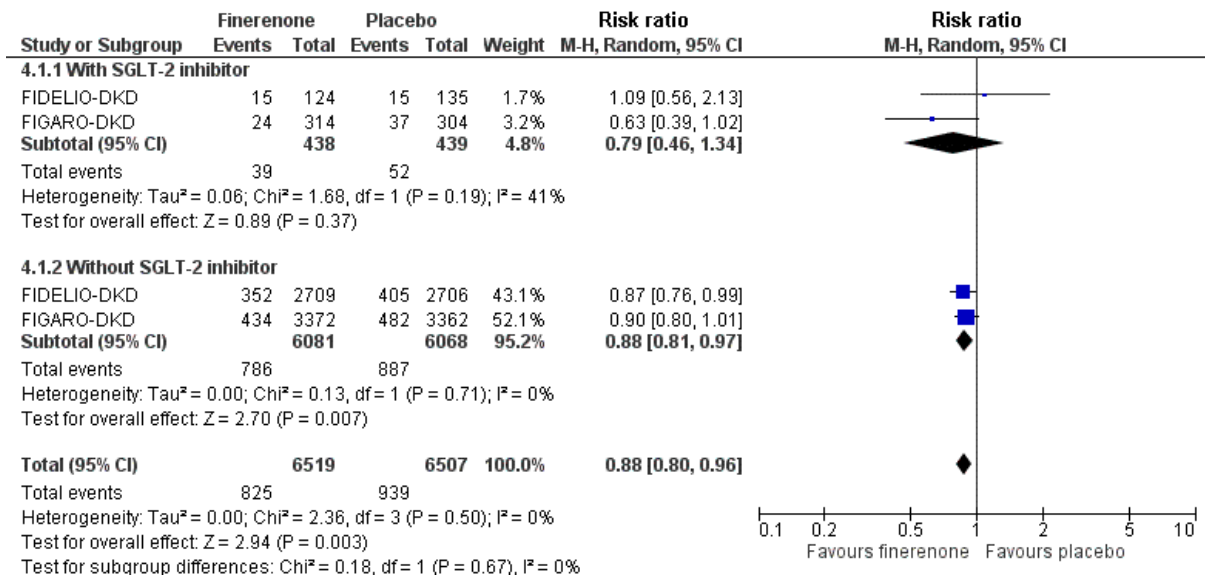 Finerenone Placebo Risk ratio Risk ratio
Study or Subgroup Events Total Events Total Weight M-H, Random, 95% CI M-H, Random, 95% CI
4.1.1 With SGLT-2 inhibitor
FIDELIO-DKD 15 124 15 135 1.7% 1.09 [0.56, 2.13]
FIGARO-DKD 24 314 37 304 3.2% 0.63 [0.39, 1.02]
Subtotal (95% CI) 438 439 4.8% 0.79 [0.46, 1.34]
Total events 39 52
Heterogeneity: Tau² = 0.06; Chi² = 1.68, df = 1 (P = 0.19); I² = 41%
Test for overall effect: Z = 0.89 (P = 0.37)
4.1.2 Without SGLT-2 inhibitor
FIDELIO-DKD 352 2709 405 2706 43.1% 0.87 [0.76, 0.99]
FIGARO-DKD 434 3372 482 3362 52.1% 0.90 [0.80, 1.01]
Subtotal (95% CI) 6081 6068 95.2% 0.88 [0.81, 0.97]
Total events 786 887
Heterogeneity: Tau² = 0.00; Chi² = 0.13, df = 1 (P = 0.71); I² = 0%
Test for overall effect: Z = 2.70 (P = 0.007)
Total (95% CI) 6519 6507 100.0% 0.88 [0.80, 0.96]
Total events 825 939
Heterogeneity: Tau² = 0.00; Chi² = 2.36, df = 3 (P = 0.50); I² = 0%
Test for overall effect: Z = 2.94 (P = 0.003)
Test for subgroup differences: Chi² = 0.18, df = 1 (P = 0.67), I² = 0%
0.1 0.2 0.5 1 2 5 10
Favours finerenone Favours placebo